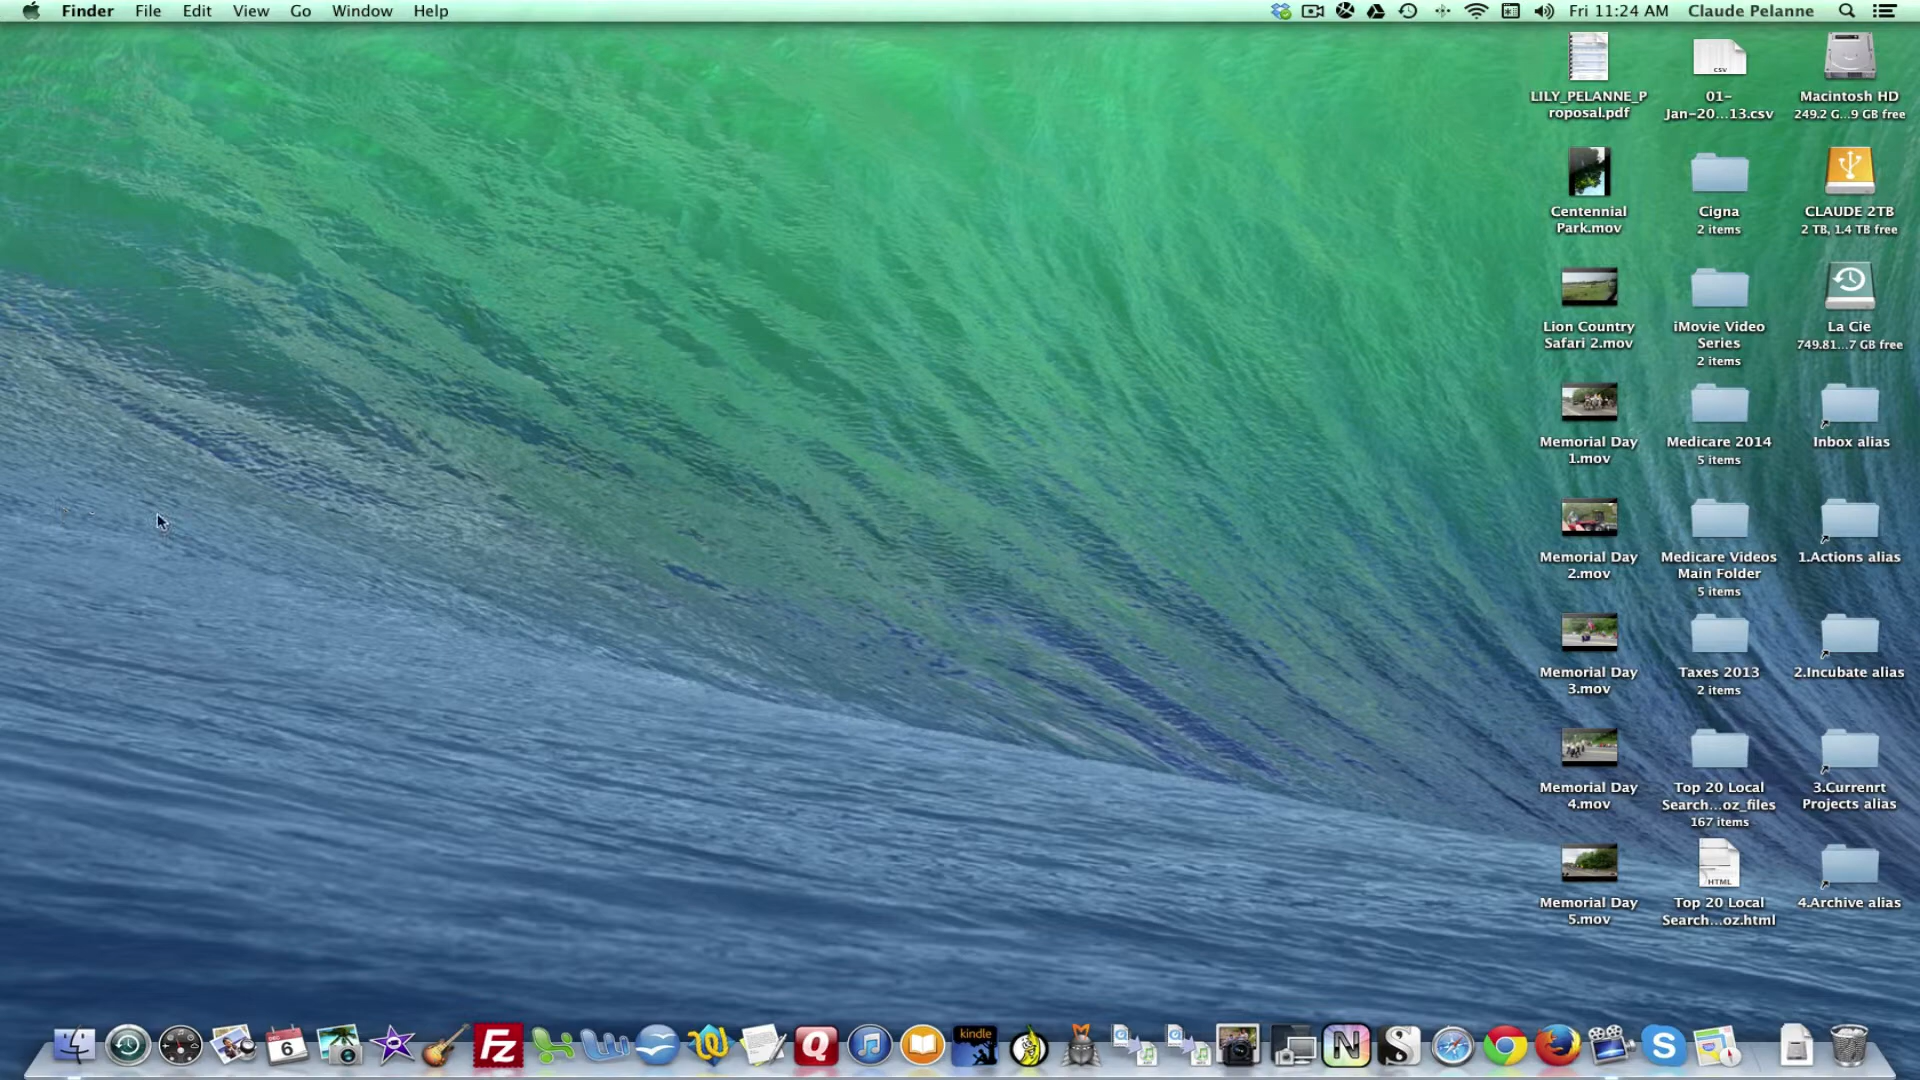 Finder File Edit View Go Window Help Fri 11:24 AM Claude Pelanne
LILY_PELANNE_P
roposal.pdf
01-
Jan-20...13.csv
CSV
Macintosh HD
249.2 G...9 GB free
Centennial
Park.mov
Cigna
2 items
CLAUDE 2TB
2 TB, 1.4 TB free
Lion Country
Safari 2.mov
iMovie Video
Series
2 items
La Cie
749.81...7 GB free
Memorial Day
1.mov
Medicare 2014
5 items
Inbox alias
Memorial Day
2.mov
Medicare Videos
Main Folder
5 items
1.Actions alias
Memorial Day
3.mov
Taxes 2013
2 items
2.Incubate alias
Memorial Day
4.mov
Top 20 Local
Search...oz_files
167 items
3.Currenrt
Projects alias
Memorial Day
5.mov
HTML
Top 20 Local
Search...oz.html
4.Archive alias
DEC
6
Fz
Q
kindle
N
S
S